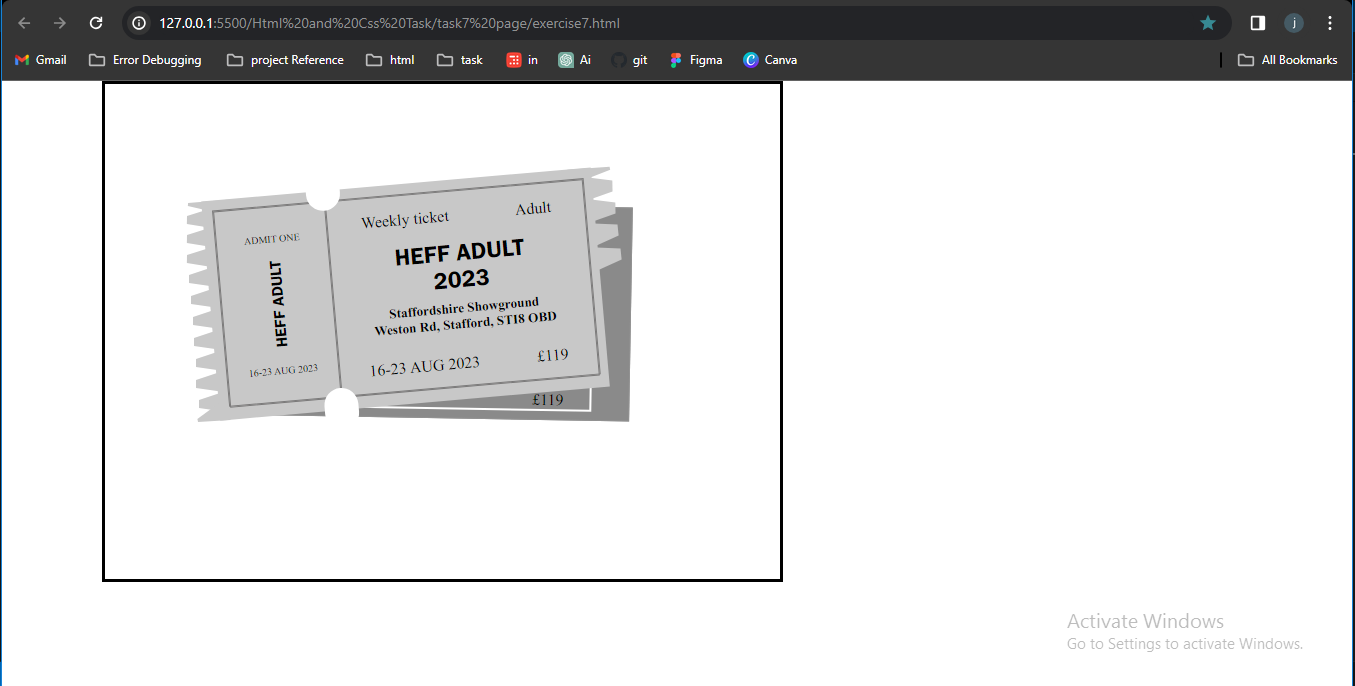 127.0.0.1:5500/Html%20and%20Css%20Task/task7%20page/exercise7.html
j
Gmail
Error Debugging
project Reference
html
task
in
Ai
git
Figma
Canva
All Bookmarks
ADMIT ONE
HEFF ADULT
16-23 AUG 2023
Weekly ticket
Adult
HEFF ADULT
2023
Staffordshire Showground
Weston Rd, Stafford, ST18 OBD
16-23 AUG 2023
£119
£119
Activate Windows
Go to Settings to activate Windows.